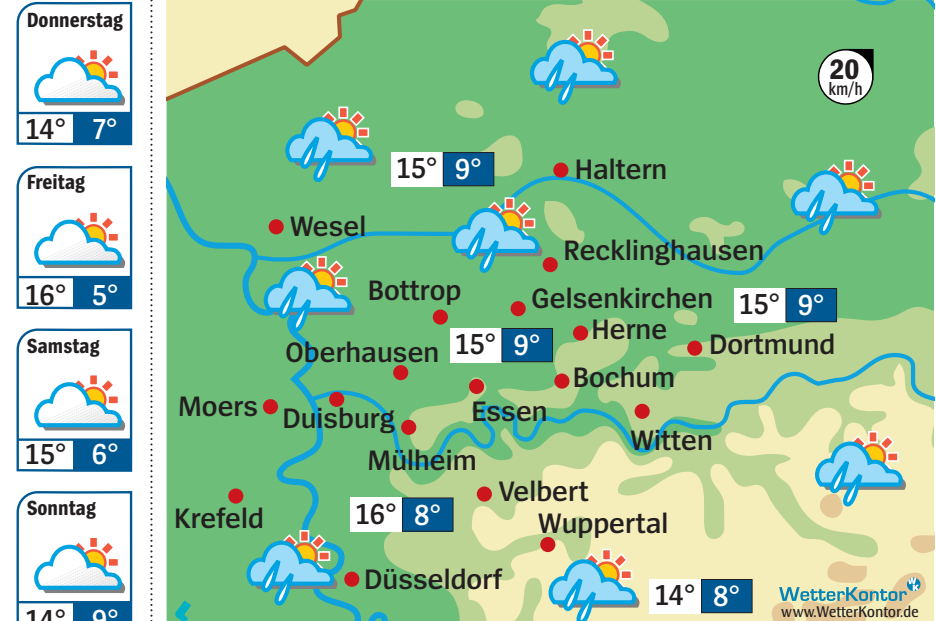 Donnerstag
14° 7°
Freitag
16° 5°
Samstag
15° 6°
Sonntag
14° 9°
20
km/h
15° 9°
Haltern
Wesel
Recklinghausen
Bottrop
Gelsenkirchen
15° 9°
Herne
Oberhausen
15° 9°
Dortmund
Bochum
Moers
Duisburg
Essen
Mülheim
Witten
Velbert
Krefeld
16° 8°
Wuppertal
Düsseldorf
14° 8°
WetterKontor
www.WetterKontor.de